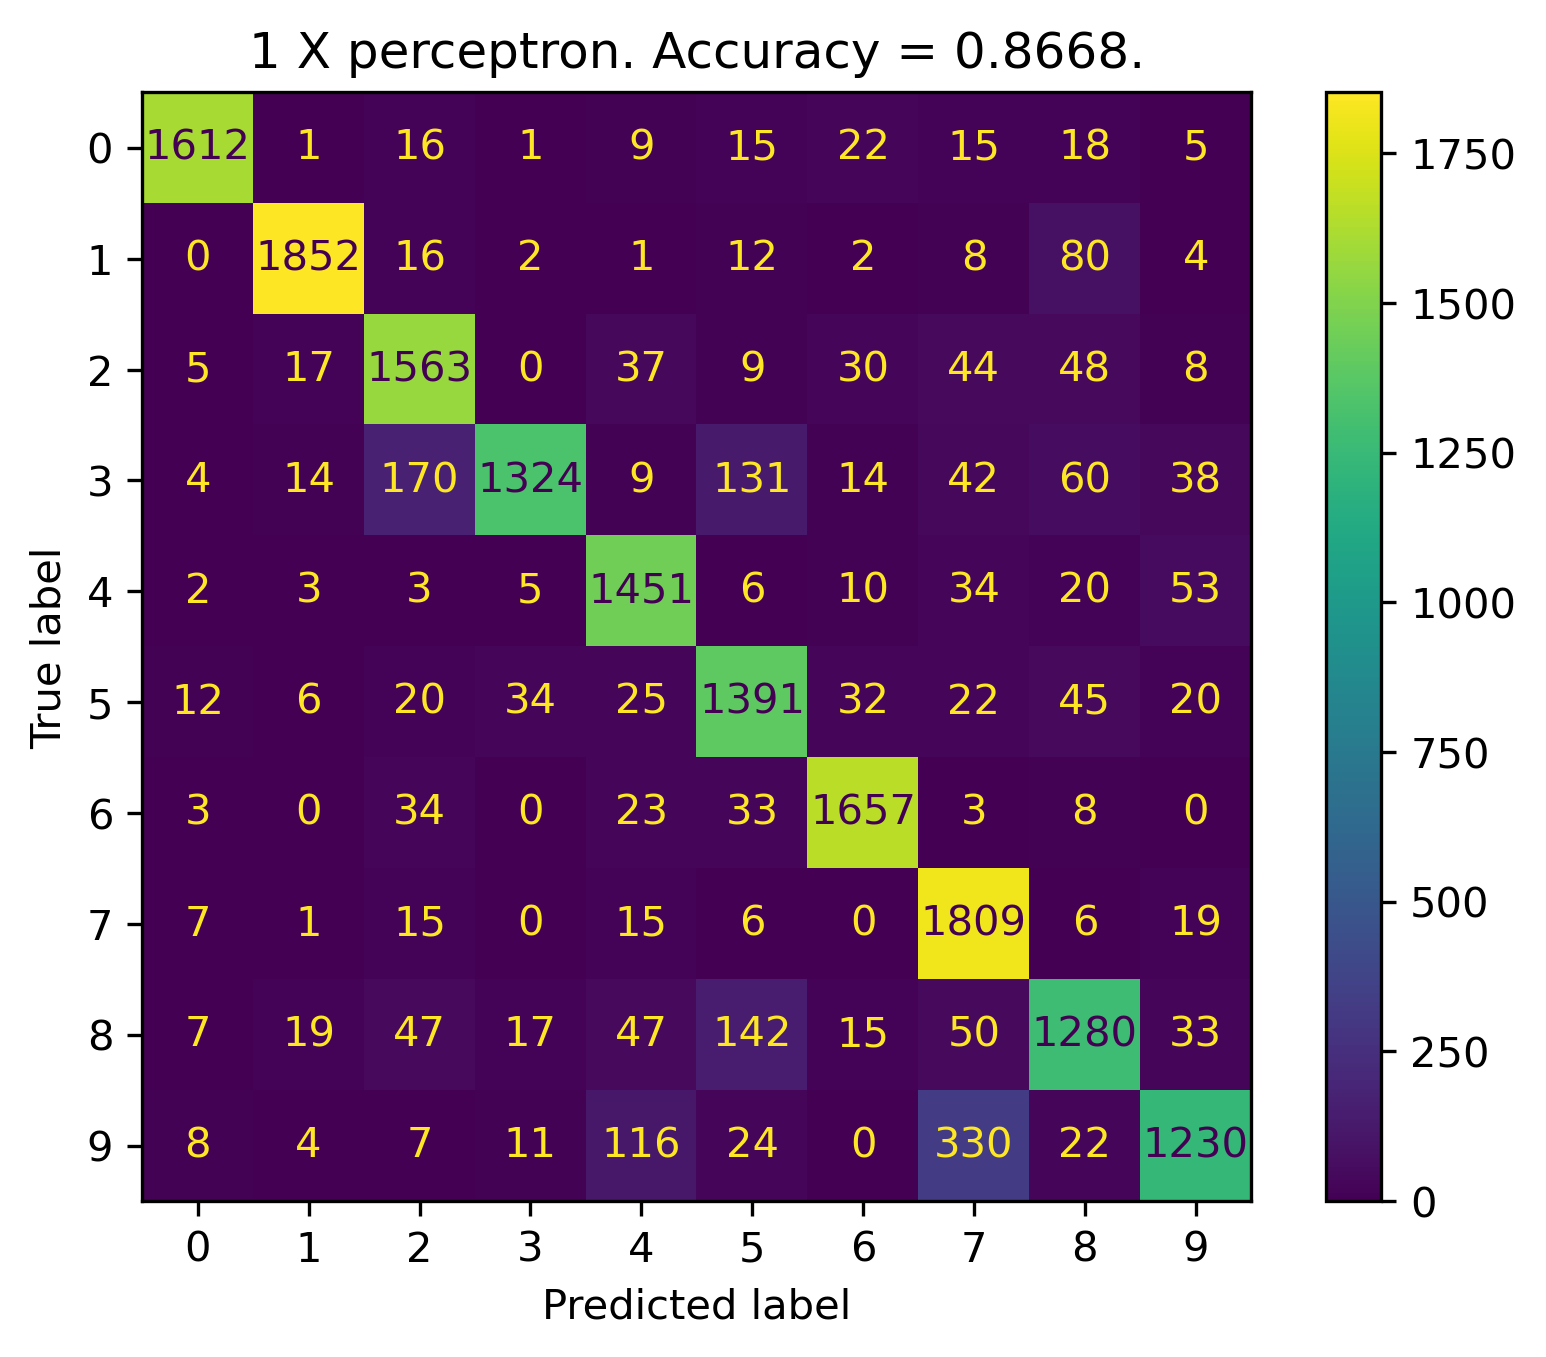 1 X perceptron. Accuracy = 0.8668.
0 1612 1 16 1 9 15 22 15 18 5
1 0 1852 16 2 1 12 2 8 80 4
2 5 17 1563 0 37 9 30 44 48 8
3 4 14 170 1324 9 131 14 42 60 38
4 2 3 3 5 1451 6 10 34 20 53
5 12 6 20 34 25 1391 32 22 45 20
6 3 0 34 0 23 33 1657 3 8 0
7 7 1 15 0 15 6 0 1809 6 19
8 7 19 47 17 47 142 15 50 1280 33
9 8 4 7 11 116 24 0 330 22 1230
0 1 2 3 4 5 6 7 8 9
Predicted label
True label
1750
1500
1250
1000
750
500
250
0